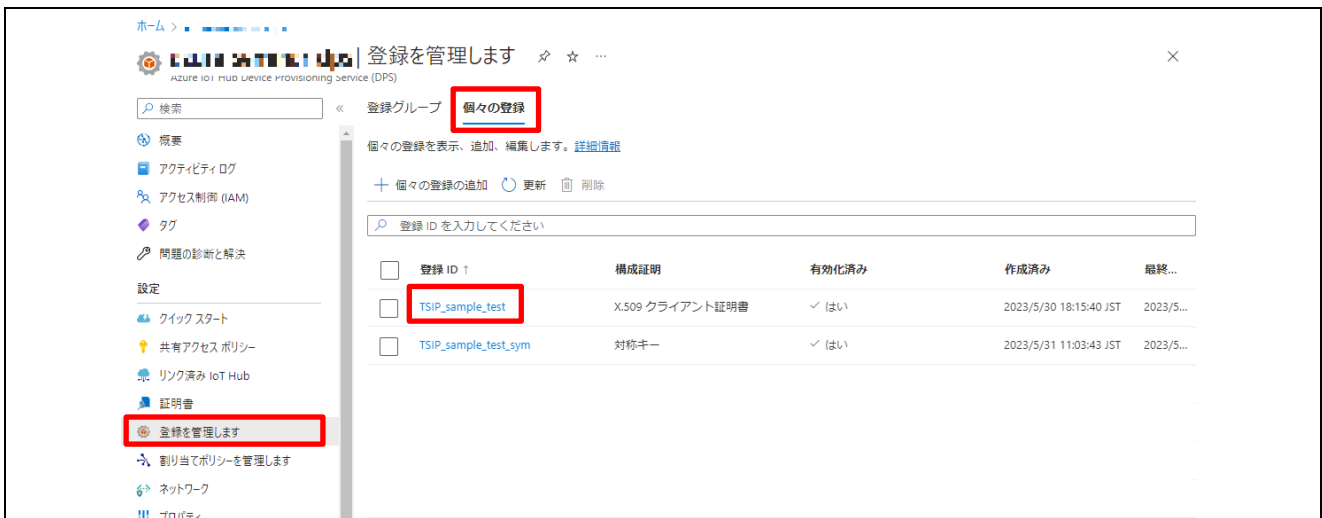 ホーム >
| 登録を管理します
Azure IoT Hub Device Provisioning Service (DPS)
検索
登録グループ 個々の登録
概要
個々の登録を表示、追加、編集します。詳細情報
アクティビティ ログ
個々の登録の追加 更新 削除
アクセス制御 (IAM)
タグ
登録 ID を入力してください
問題の診断と解決
登録 ID ↑ 構成証明 有効化済み 作成済み 最終...
設定
TSIP_sample_test X.509 クライアント証明書 はい 2023/5/30 18:15:40 JST 2023/5...
クイック スタート
共有アクセス ポリシー
TSIP_sample_test_sym 対称キー はい 2023/5/31 11:03:43 JST 2023/5...
リンク済み IoT Hub
証明書
登録を管理します
割り当てポリシーを管理します
ネットワーク
プロパティ